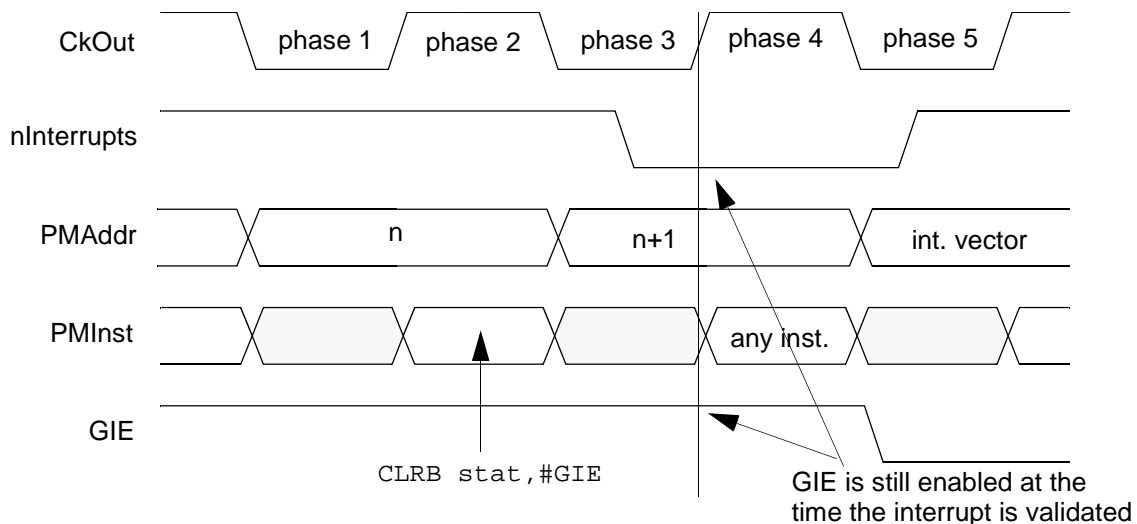 CkOut
phase 1
phase 2
phase 3
phase 4
phase 5
nInterrupts
PMAddr
n
n+1
int. vector
PMInst
any inst.
GIE
CLRB stat,#GIE
GIE is still enabled at the
time the interrupt is validated